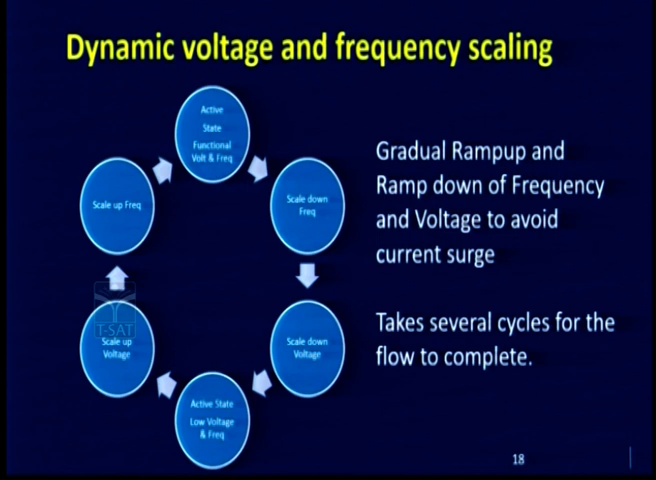 Dynamic voltage and frequency scaling
Active
State
Functional
Volt & Freq
Scale down
Freq
Scale down
Voltage
Active State
Low Voltage
& Freq
Scale up
Voltage
Scale up Freq
T-SAT
Gradual Rampup and
Ramp down of Frequency
and Voltage to avoid
current surge
Takes several cycles for the
flow to complete.
18